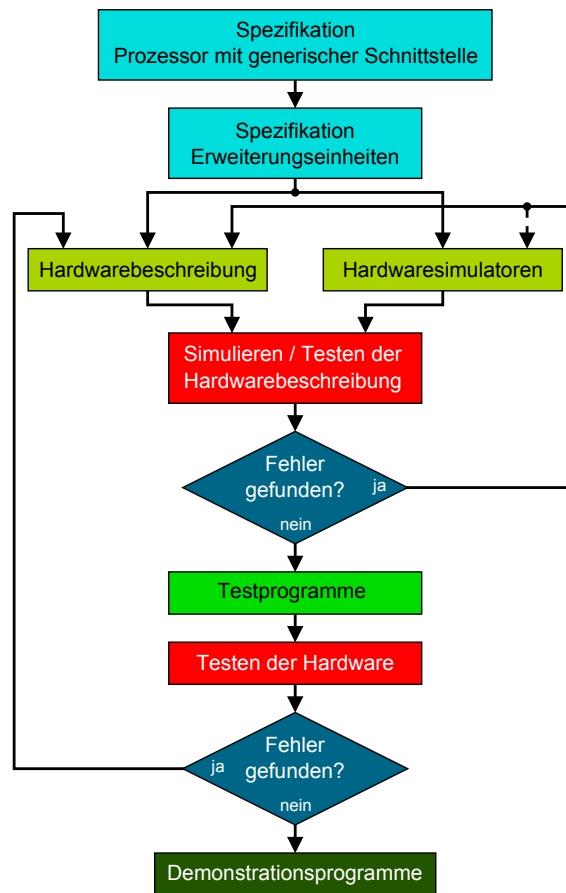 Spezifikation
Prozessor mit generischer Schnittstelle
Spezifikation
Erweiterungseinheiten
Hardwarebeschreibung
Hardwaresimulatoren
Simulieren / Testen der
Hardwarebeschreibung
Fehler
gefunden?
ja
nein
Testprogramme
Testen der Hardware
Fehler
gefunden?
ja
nein
Demonstrationsprogramme